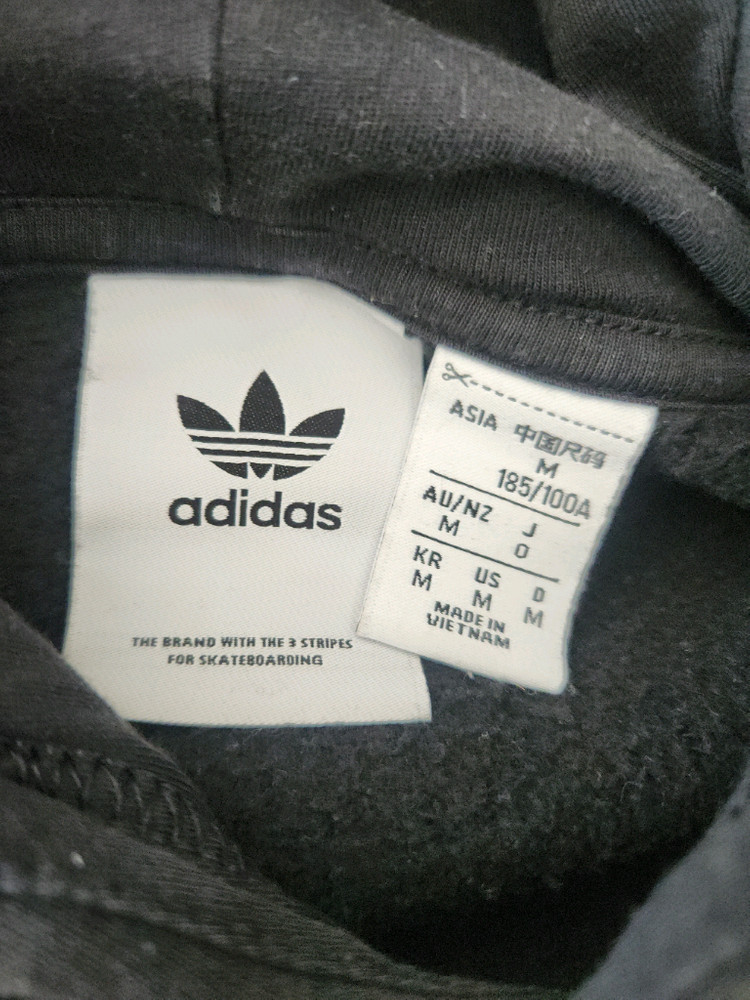 adidas
THE BRAND WITH THE 3 STRIPES
FOR SKATEBOARDING
ASIA 中国尺码
M
185/100A
AU/NZ J
M O
KR US D
M M M
MADE IN
VIETNAM